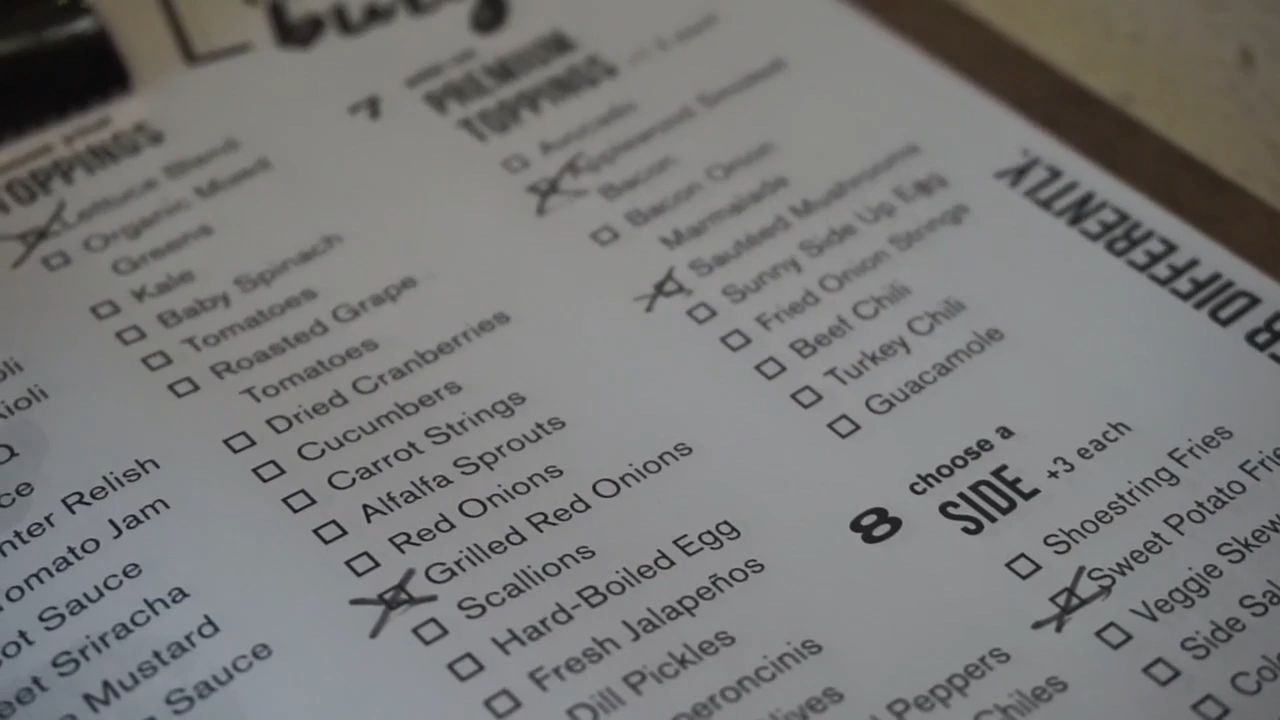 TOPPINGS
Lettuce Blend
Organic Mixed
Greens
Kale
Baby Spinach
Tomatoes
Roasted Grape
Tomatoes
Dried Cranberries
Cucumbers
Carrot Strings
Alfalfa Sprouts
Red Onions
Grilled Red Onions
Scallions
Hard-Boiled Egg
Fresh Jalapeños
Dill Pickles
7
PREMIUM
TOPPINGS
Avocado
Applewood Smoked
Bacon
Bacon Onion
Marmalade
Sautéed Mushrooms
Sunny Side Up Egg
Fried Onion Strings
Beef Chili
Turkey Chili
Guacamole
8 choose a
SIDE +3 each
Shoestring Fries
Sweet Potato
Veggie
Side
Relish
Jam
Sauce
Sriracha
Mustard
Sauce
Peppers
Chiles
DIFFERENTLY.